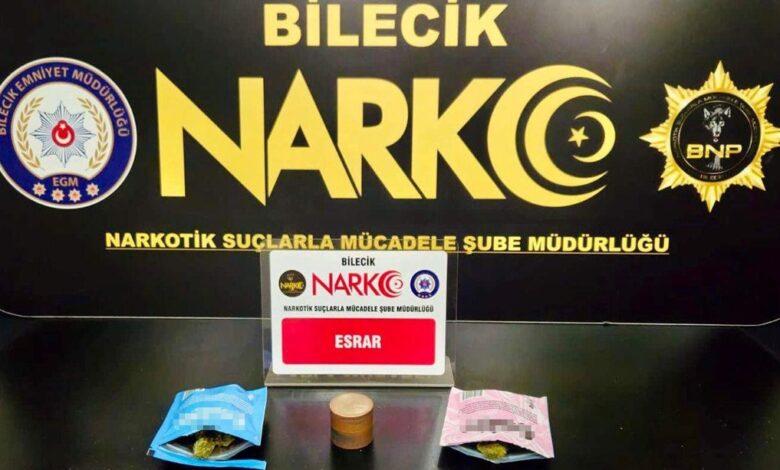 BİLECİK
NARKO
BİLECİK EMNİYET MÜDÜRLÜĞÜ
EGM
BNP
NARKOTİK SUÇLARLA MÜCADELE ŞUBE MÜDÜRLÜĞÜ
BİLECİK
NARKO
NARKO
NARKOTİK SUÇLARLA MÜCADELE ŞUBE MÜDÜRLÜĞÜ
ESRAR